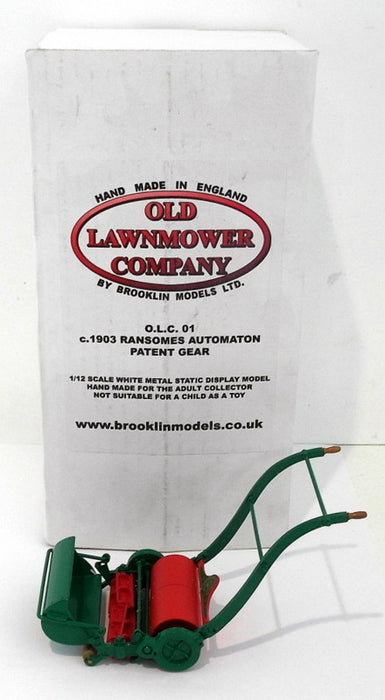 HAND MADE IN ENGLAND
OLD
LAWNMOWER
COMPANY
BY BROOKLIN MODELS LTD.
O.L.C. 01
c.1903 RANSOMES AUTOMATON
PATENT GEAR
1/12 SCALE WHITE METAL STATIC DISPLAY MODEL
HAND MADE FOR THE ADULT COLLECTOR
NOT SUITABLE FOR A CHILD AS A TOY
www.brooklinmodels.co.uk